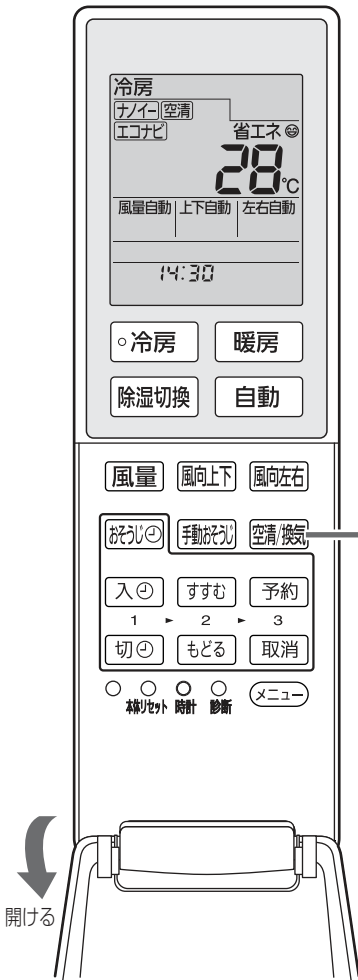 冷房
ナノイー 空清
エコナビ 省エネ
28℃
風量自動 上下自動 左右自動
14:30
冷房 暖房
除湿切換 自動
風量 風向上下 風向左右
おそうじ 手動おそうじ 空清/換気
入 すすむ 予約
1 ► 2 ► 3
切 もどる 取消
本体リセット 時計 診断 メニュー
開ける